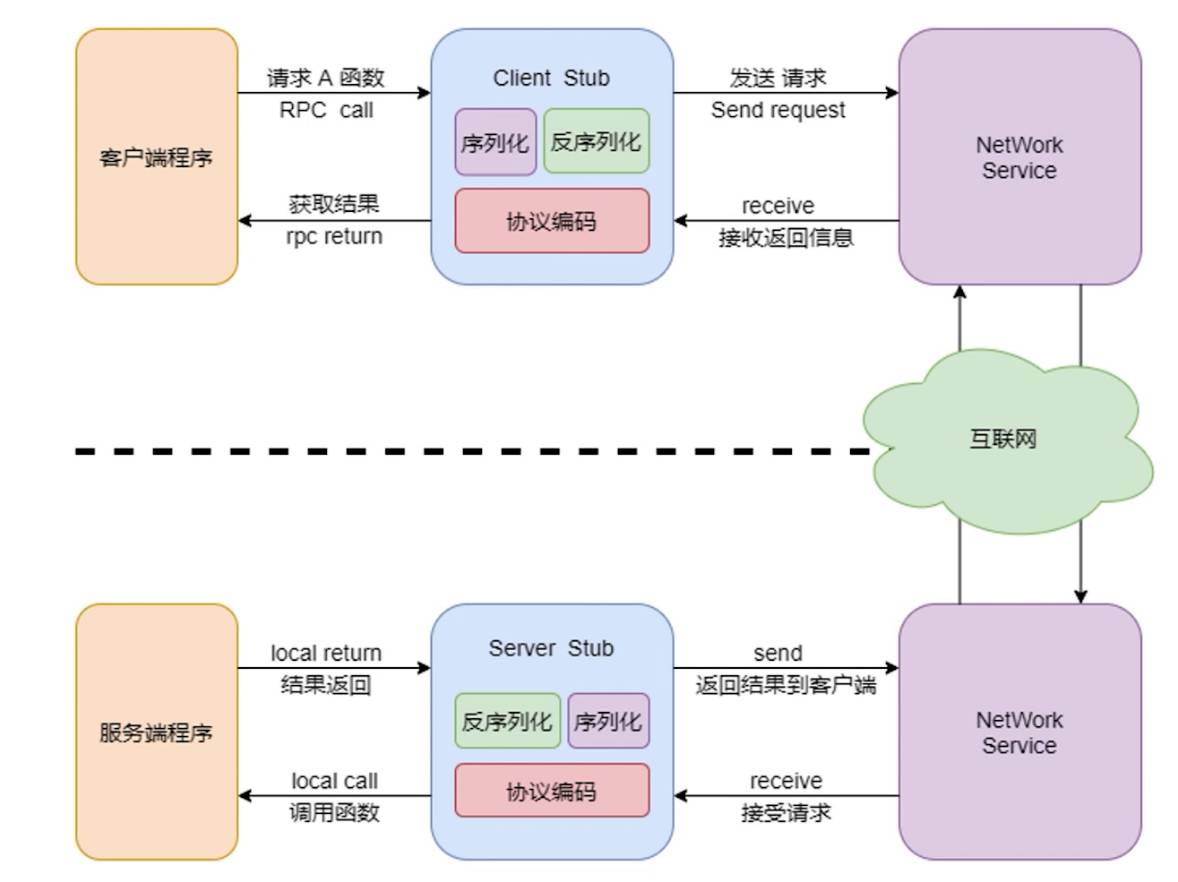 客户端程序
请求 A 函数
RPC call
获取结果
rpc return
Client Stub
序列化
反序列化
协议编码
发送 请求
Send request
receive
接收返回信息
NetWork
Service
互联网
服务端程序
local return
结果返回
local call
调用函数
Server Stub
反序列化
序列化
协议编码
send
返回结果到客户端
receive
接受请求
NetWork
Service